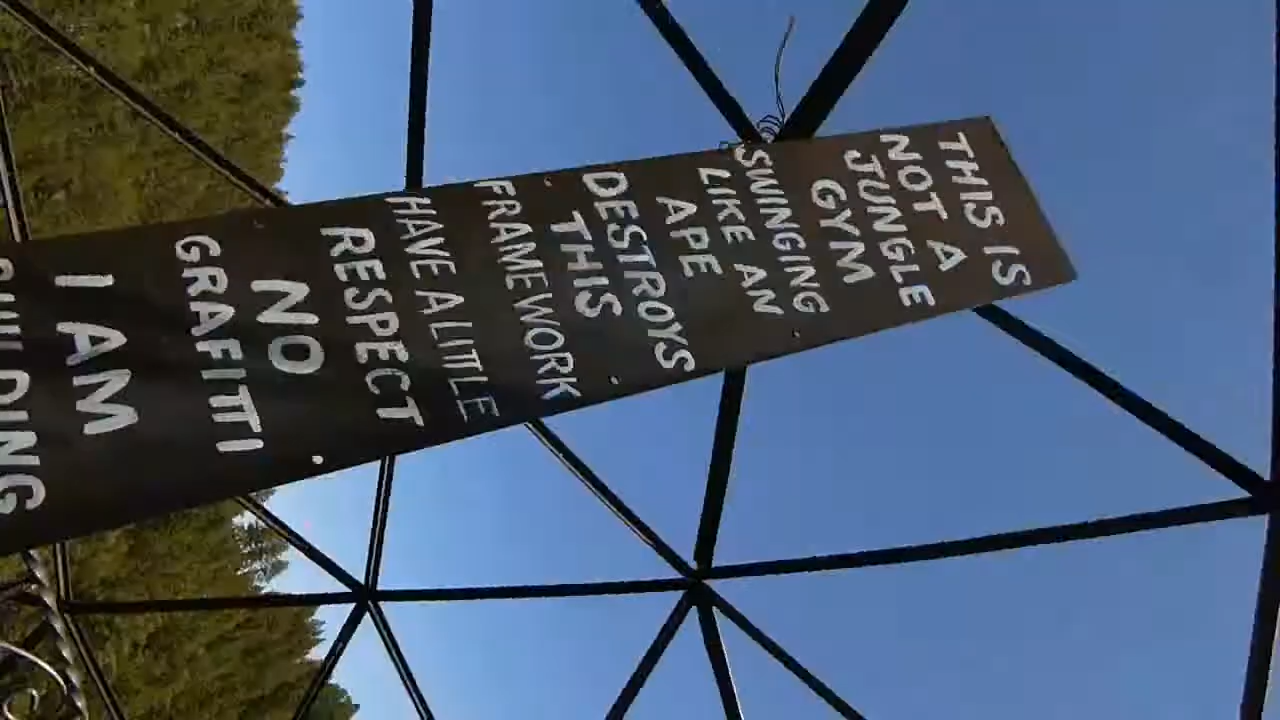 THIS IS
NOT A
JUNGLE
GYM
SWINGING
LIKE AN
APE
DESTROYS
THIS
FRAMEWORK
HAVE A LITTLE
RESPECT
NO
GRAFITTI
I AM